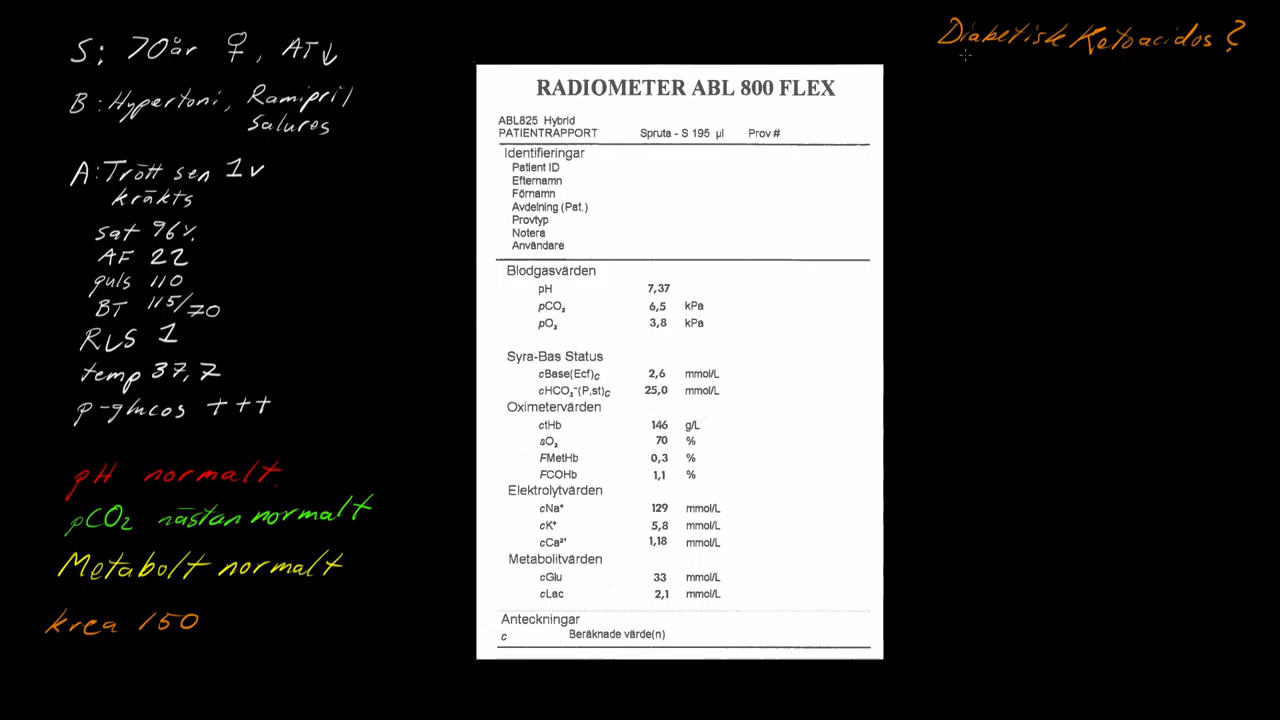 S: 70år ♀, AT↓
B: Hypertoni, Ramipril
Salures
A: Trött sen 1v
kräkts
sat 96%
AF 22
puls 110
BT 115/70
RLS 1
temp 37,7
p-glucos +++
pH normalt.
pCO2 nästan normalt
Metabolt normalt
krea 150
RADIOMETER ABL 800 FLEX
ABL825 Hybrid
PATIENTRAPPORT Spruta - S 195 µl Prov #
Identifieringar
Patient ID
Efternamn
Förnamn
Avdelning (Pat.)
Provtyp
Notera
Användare
Blodgasvärden
pH 7,37
pCO₂ 6,5 kPa
pO₂ 3,8 kPa
Syra-Bas Status
cBase(Ecf)c 2,6 mmol/L
cHCO₃⁻(P,st)c 25,0 mmol/L
Oximetervärden
ctHb 146 g/L
sO₂ 70 %
FMetHb 0,3 %
FCOHb 1,1 %
Elektrolytvärden
cNa⁺ 129 mmol/L
cK⁺ 5,8 mmol/L
cCa²⁺ 1,18 mmol/L
Metabolitvärden
cGlu 33 mmol/L
cLac 2,1 mmol/L
Anteckningar
c Beräknade värde(n)
Diabetisk Ketoacidos?